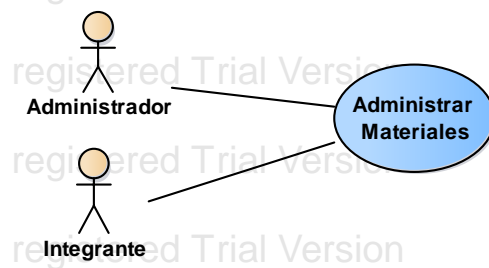 registered Trial Version
Administrador
Administrar
Materiales
registered Trial Version
Integrante
registered Trial Version